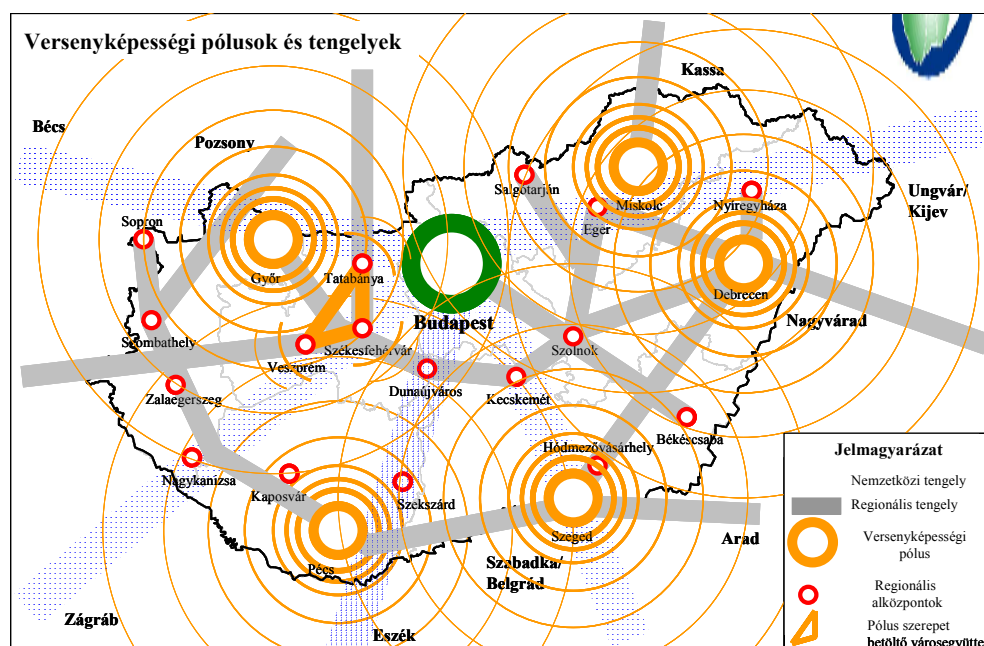 Versenyképességi pólusok és tengelyek
Kassa
Bécs
Pozsony
Salgótarján
Miskolc
Nyíregyháza
Ungvár/
Kijev
Eger
Sopron
Győr
Tatabánya
Debrecen
Budapest
Nagyvárad
Szombathely
Székesfehérvár
Szolnok
Veszprém
Dunaújváros
Kecskemét
Zalaegerszeg
Békéscsaba
Hódmezővásárhely
Nagykanizsa
Kaposvár
Szekszárd
Szeged
Arad
Pécs
Szabadka/
Belgrád
Zágráb
Eszék
Jelmagyarázat
Nemzetközi tengely
Regionális tengely
Versenyképességi
pólus
Regionális
alközpontok
Pólus szerepet
betöltő városegyütte